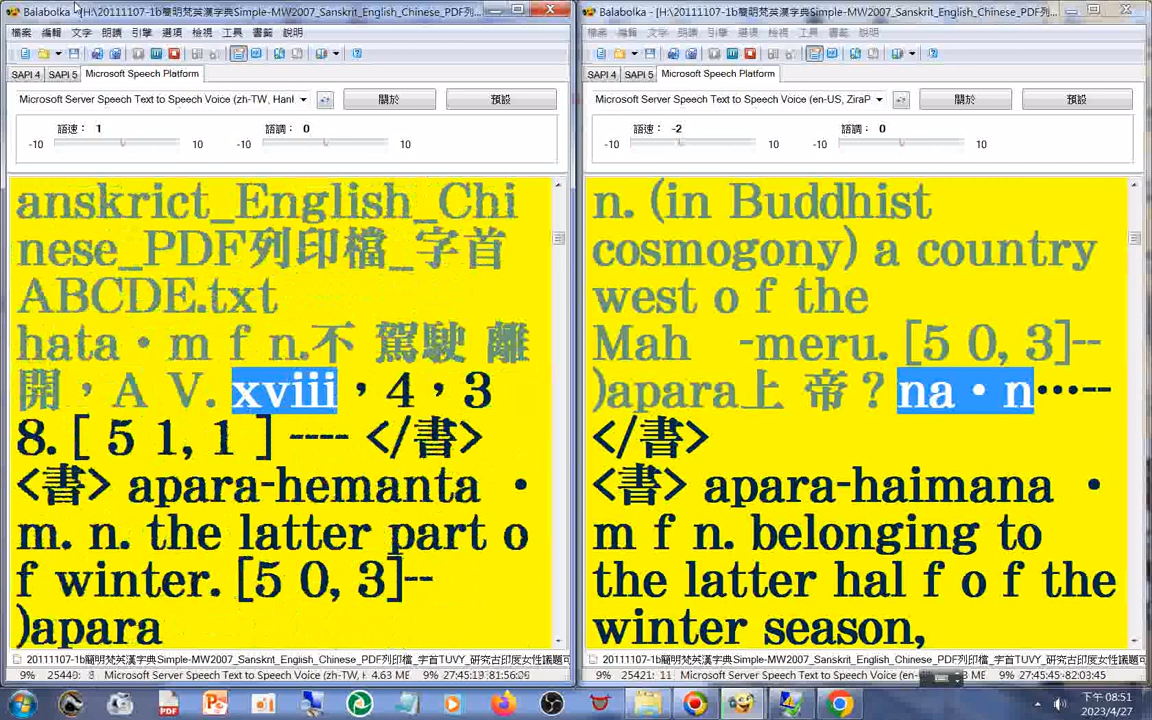 Balabolka - [H:\20111107-1b簡明梵英漢字典Simple-MW2007_Sanskrit_English_Chinese_PDF列...
檔案 編輯 文字 朗讀 引擎 選項 檢視 工具 書籤 說明
SAPI 4 SAPI 5 Microsoft Speech Platform
Microsoft Server Speech Text to Speech Voice (zh-TW, HanH 關於 預設
語速： 1 語調： 0
-10 10 -10 10
anskrict_English_Chi
nese_PDF列印檔_字首
ABCDE.txt
hata・m f n.不 駕駛 離
開，A V. xviii，4，3
8. [ 5 1, 1 ] ---- </書>
<書> apara-hemanta ・
m. n. the latter part o
f winter. [5 0, 3]--
)apara
20111107-1b簡明梵英漢字典Simple-MW2007_Sanskrit_English_Chinese_PDF列印檔_字首TUVY_研究古印度女性議題可
9% 25449: 8 Microsoft Server Speech Text to Speech Voice (zh-TW, H 4.63 ME 9% 27:45:19
Balabolka - [H:\20111107-1b簡明梵英漢字典Simple-MW2007_Sanskrit_English_Chinese_PDF列...
檔案 編輯 文字 朗讀 引擎 選項 檢視 工具 書籤 說明
SAPI 4 SAPI 5 Microsoft Speech Platform
Microsoft Server Speech Text to Speech Voice (en-US, ZiraP 關於 預設
語速： -2 語調： 0
-10 10 -10 10
n. (in Buddhist
cosmogony) a country
west o f the
Mah -meru. [5 0, 3]--
)apara上 帝？na・n…--
</書>
<書> apara-haimana ・
m f n. belonging to
the latter hal f o f the
winter season,
20111107-1b簡明梵英漢字典Simple-MW2007_Sanskrit_English_Chinese_PDF列印檔_字首TUVY_研究古印度女性議題可
9% 25421: 11 Microsoft Server Speech Text to Speech Voice 9% 27:45:45-82:03:45
下午 08:51
2023/4/27